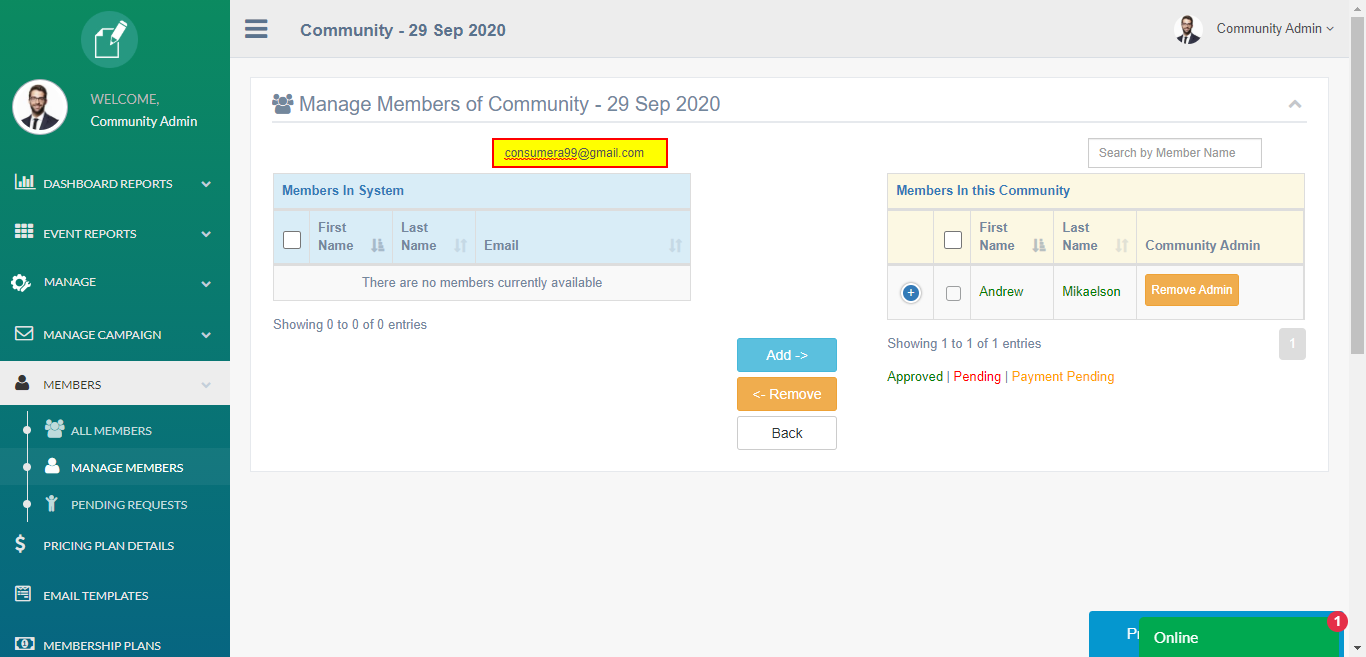 Community - 29 Sep 2020
Community Admin
WELCOME,
Community Admin
DASHBOARD REPORTS
EVENT REPORTS
MANAGE
MANAGE CAMPAIGN
MEMBERS
ALL MEMBERS
MANAGE MEMBERS
PENDING REQUESTS
PRICING PLAN DETAILS
EMAIL TEMPLATES
MEMBERSHIP PLANS
Manage Members of Community - 29 Sep 2020
consumera99@gmail.com
Members In System
First Name Last Name Email
There are no members currently available
Showing 0 to 0 of 0 entries
Add ->
<- Remove
Back
Search by Member Name
Members In this Community
First Name Last Name Community Admin
Andrew Mikaelson Remove Admin
Showing 1 to 1 of 1 entries
1
Approved | Pending | Payment Pending
Online
1